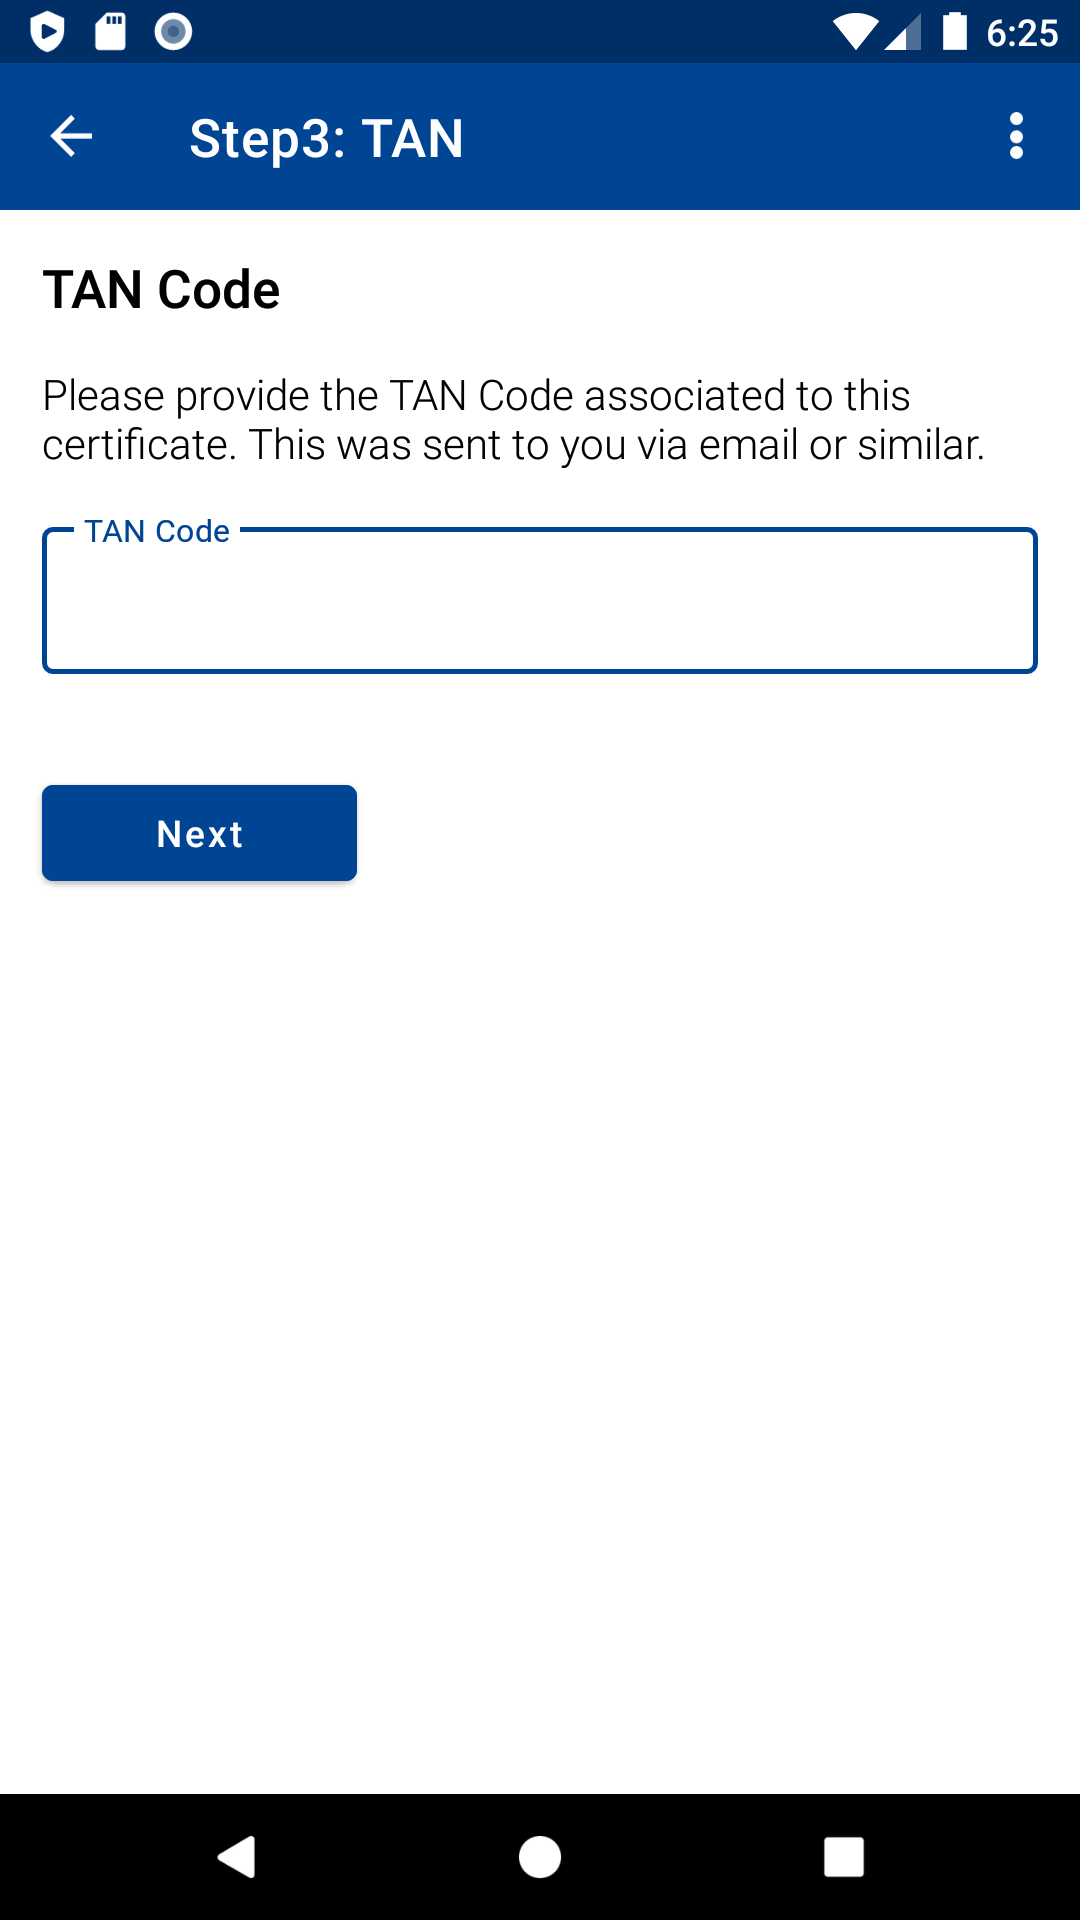 6:25
Step3: TAN
TAN Code
Please provide the TAN Code associated to this
certificate. This was sent to you via email or similar.
TAN Code
Next